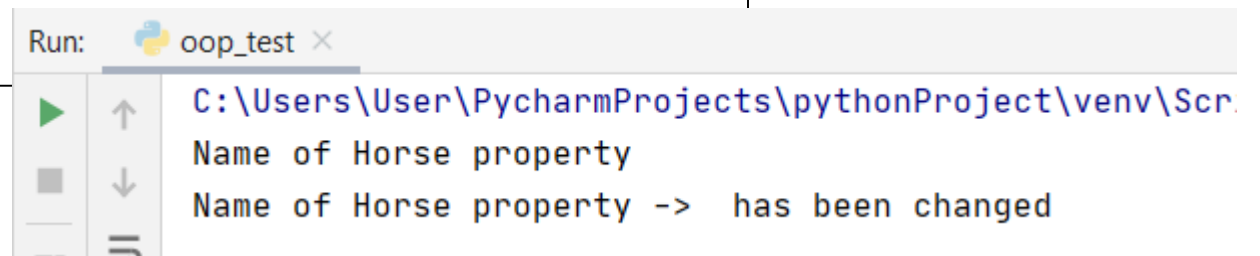 Run: oop_test
C:\Users\User\PycharmProjects\pythonProject\venv\Scr
Name of Horse property
Name of Horse property ->  has been changed